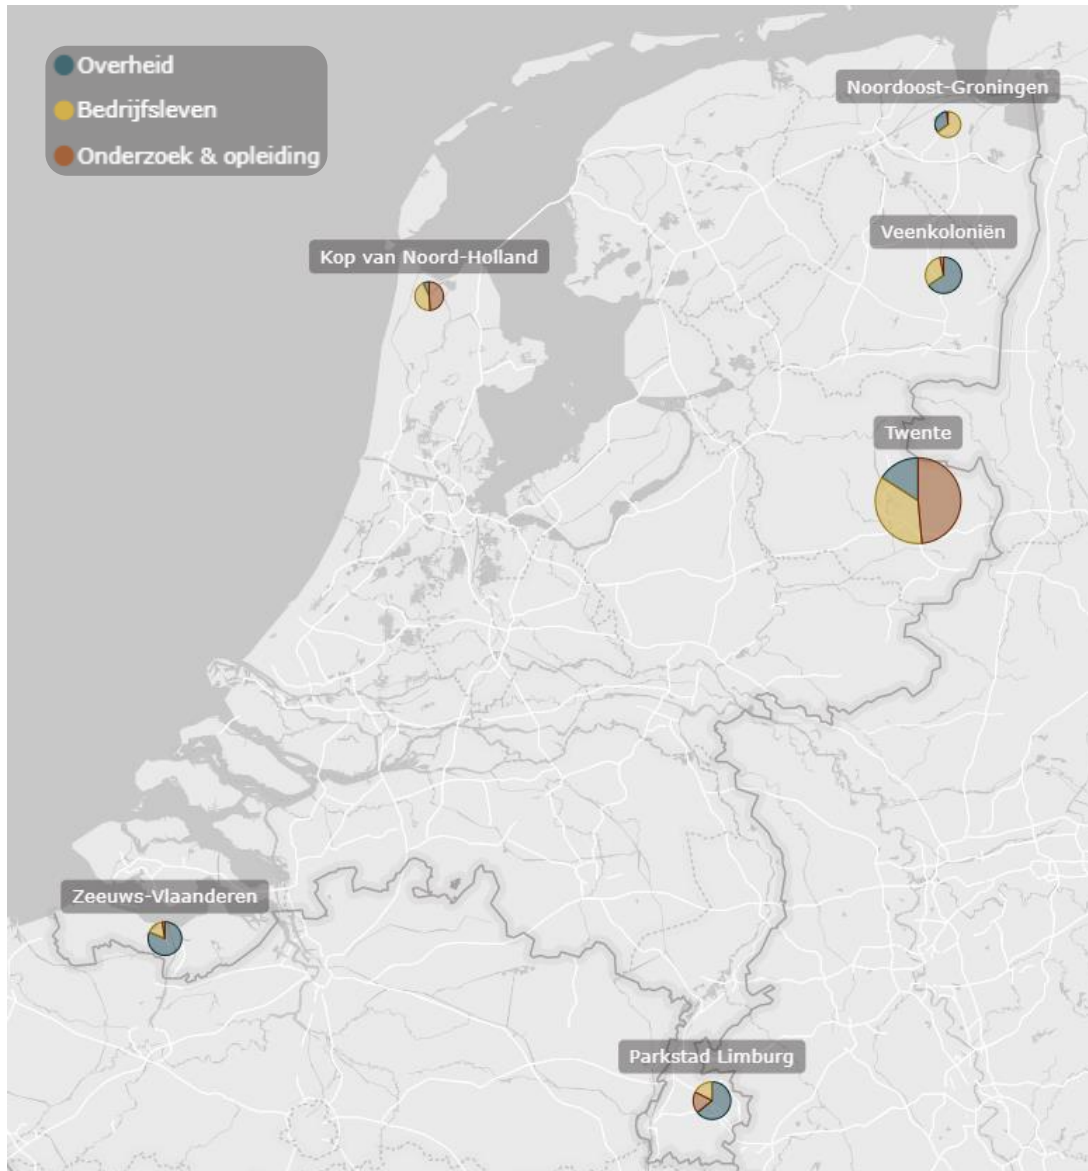 Overheid
Bedrijfsleven
Onderzoek & opleiding
Noordoost-Groningen
Veenkoloniën
Kop van Noord-Holland
Twente
Zeeuws-Vlaanderen
Parkstad Limburg